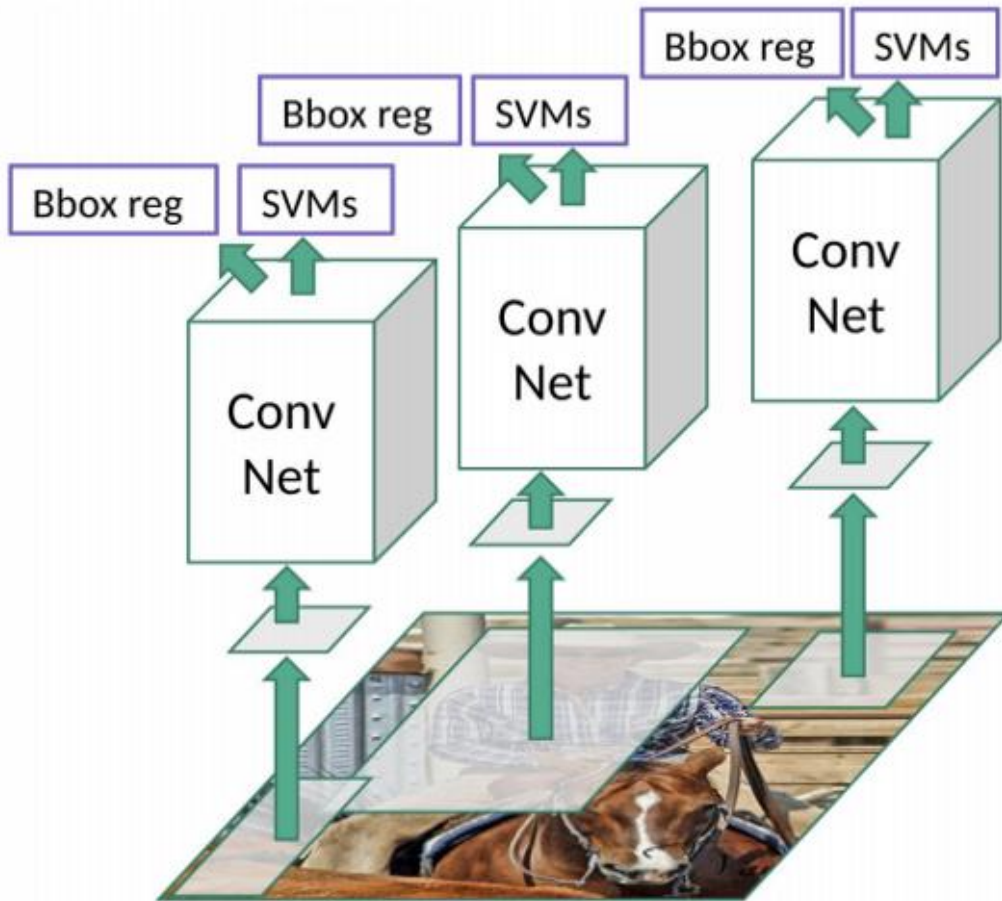 Bbox reg SVMs
Bbox reg SVMs
Bbox reg SVMs
Conv
Net
Conv
Net
Conv
Net